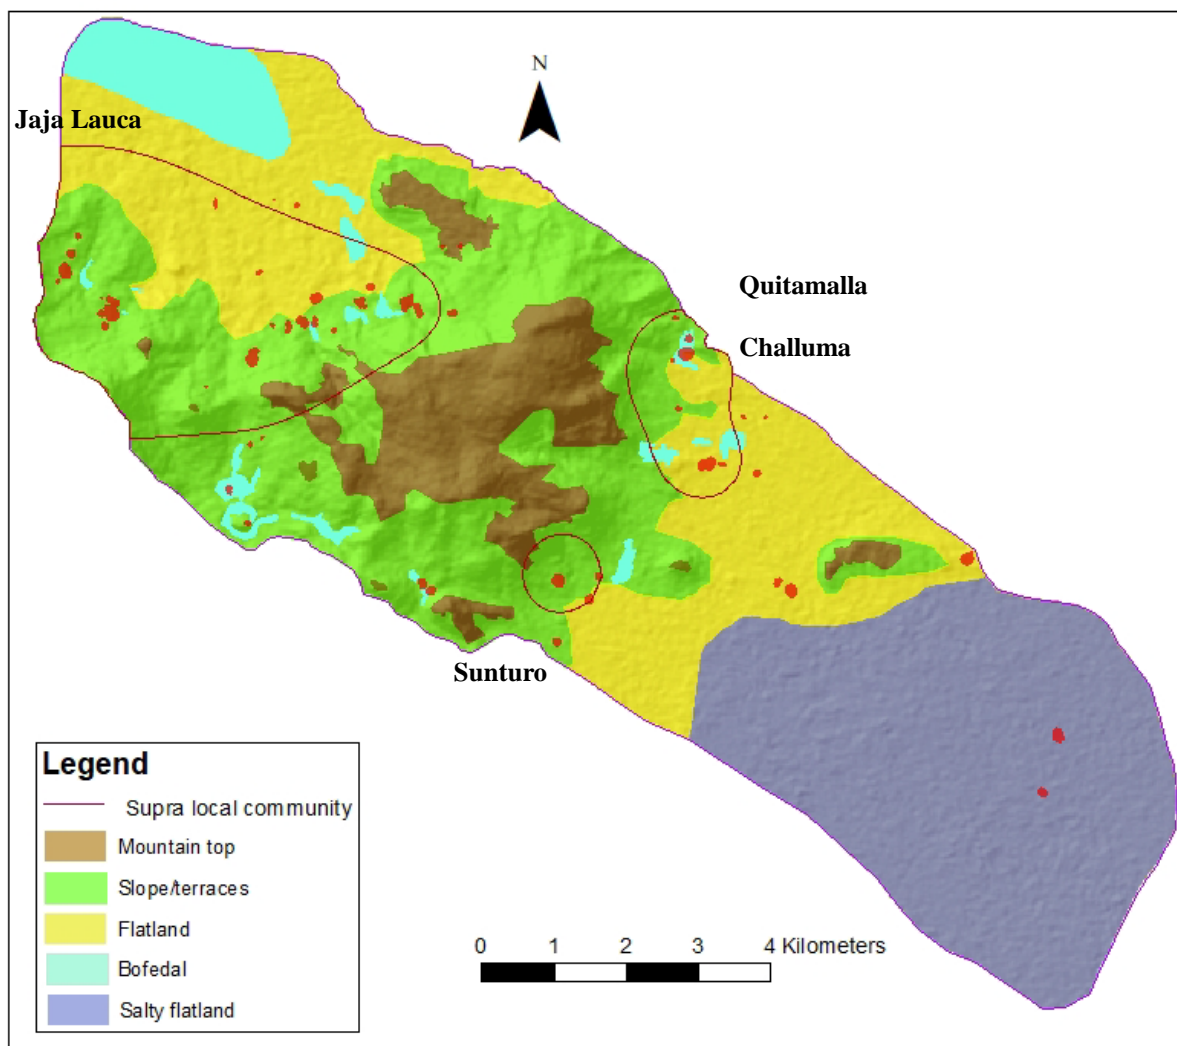 N
Jaja Lauca
Quitamalla
Challuma
Sunturo
Legend
Supra local community
Mountain top
Slope/terraces
Flatland
Bofedal
Salty flatland
0 1 2 3 4 Kilometers